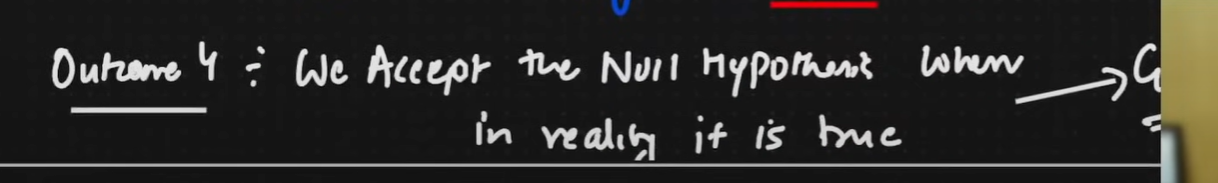 Outcome 4 ÷ We Accept the Null Hypothesis when → G
in reality it is true